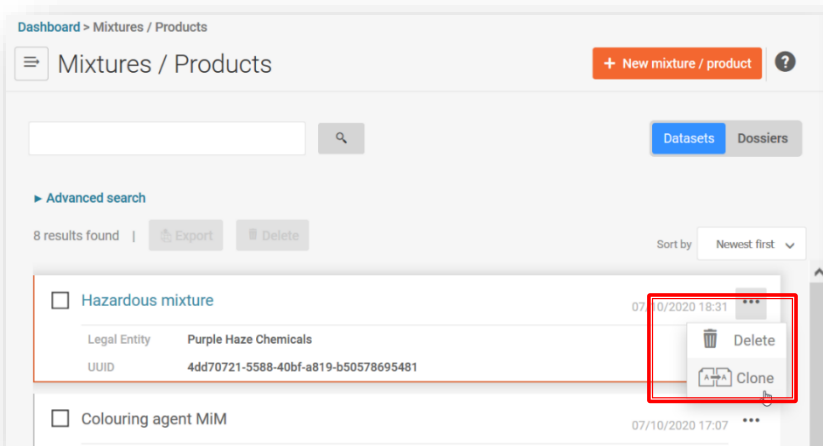 Dashboard > Mixtures / Products
Mixtures / Products
+ New mixture / product
?
Datasets
Dossiers
▸ Advanced search
8 results found |
Export
Delete
Sort by
Newest first
Hazardous mixture
07/10/2020 18:31
Delete
Legal Entity
Purple Haze Chemicals
UUID
4dd70721-5588-40bf-a819-b50578695481
A A Clone
Colouring agent MiM
07/10/2020 17:07